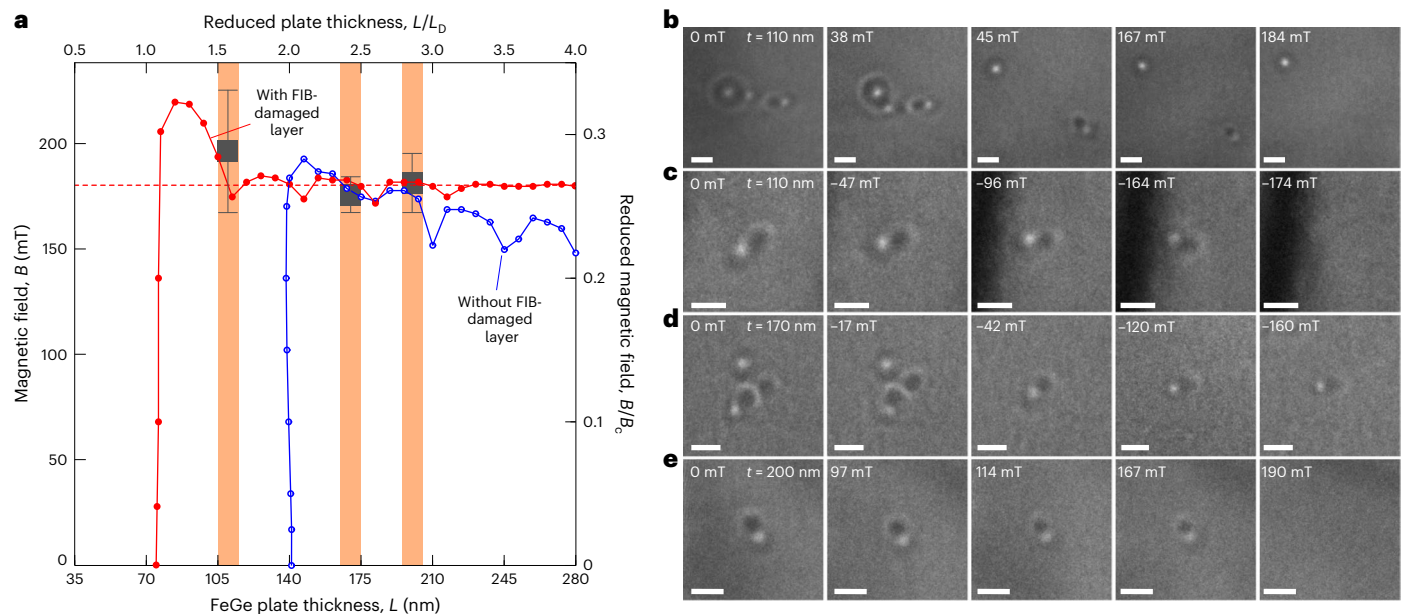 a
Reduced plate thickness, L/LD
0.5 1.0 1.5 2.0 2.5 3.0 3.5 4.0
With FIB-
damaged
layer
Without FIB-
damaged
layer
Magnetic field, B (mT)
200
150
100
50
0
0.3
0.2
0.1
0
Reduced magnetic field, B/Bc
35 70 105 140 175 210 245 280
FeGe plate thickness, L (nm)
b
0 mT t = 110 nm 38 mT 45 mT 167 mT 184 mT
c
0 mT t = 110 nm −47 mT −96 mT −164 mT −174 mT
d
0 mT t = 170 nm −17 mT −42 mT −120 mT −160 mT
e
0 mT t = 200 nm 97 mT 114 mT 167 mT 190 mT